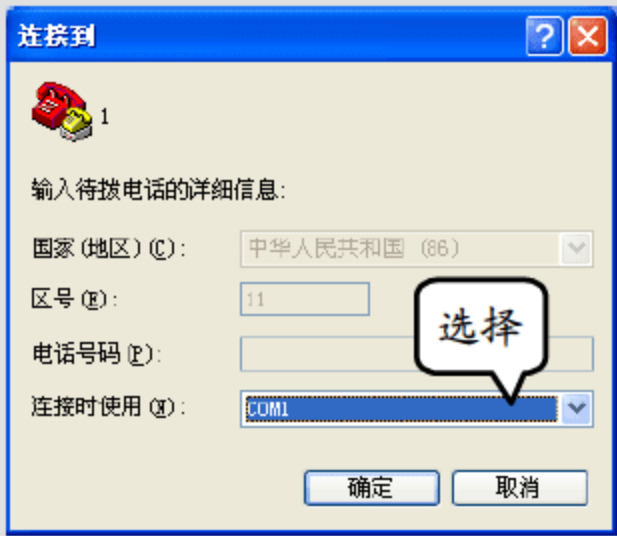 连接到
1
输入待拨电话的详细信息:
国家(地区)(C): 中华人民共和国 (86)
区号(E): 11
选择
电话号码(P):
连接时使用(N): COM1
确定 取消